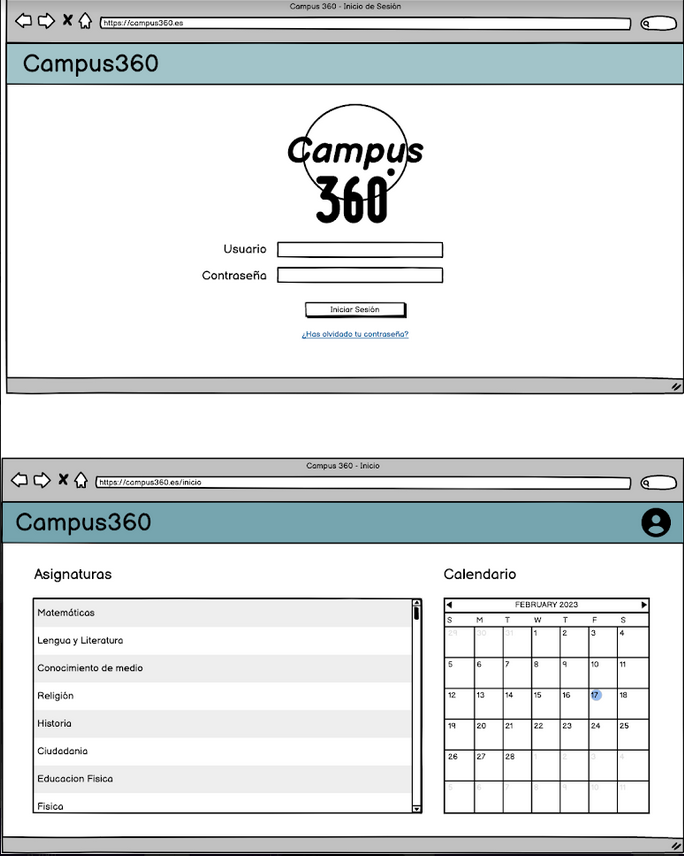 Campus 360 - Inicio de Sesión
https://campus360.es
Campus360
Campus
360
Usuario
Contraseña
Iniciar Sesión
¿Has olvidado tu contraseña?
Campus 360 - Inicio
https://campus360.es/inicio
Campus360
Asignaturas
Calendario
Matemáticas
Lengua y Literatura
Conocimiento de medio
Religión
Historia
Ciudadania
Educacion Fisica
Fisica
FEBRUARY 2023
S M T W T F S
29 30 31 1 2 3 4
5 6 7 8 9 10 11
12 13 14 15 16 17 18
19 20 21 22 23 24 25
26 27 28 1 2 3 4
5 6 7 8 9 10 11